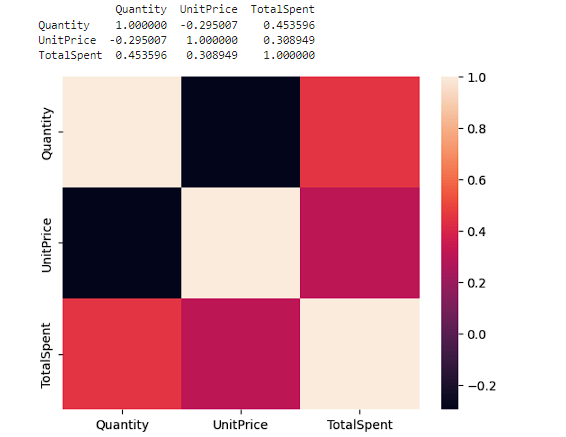 Quantity UnitPrice TotalSpent
Quantity 1.000000 -0.295007 0.453596
UnitPrice -0.295007 1.000000 0.308949
TotalSpent 0.453596 0.308949 1.000000
Quantity
UnitPrice
TotalSpent
Quantity UnitPrice TotalSpent
1.0
0.8
0.6
0.4
0.2
0.0
−0.2